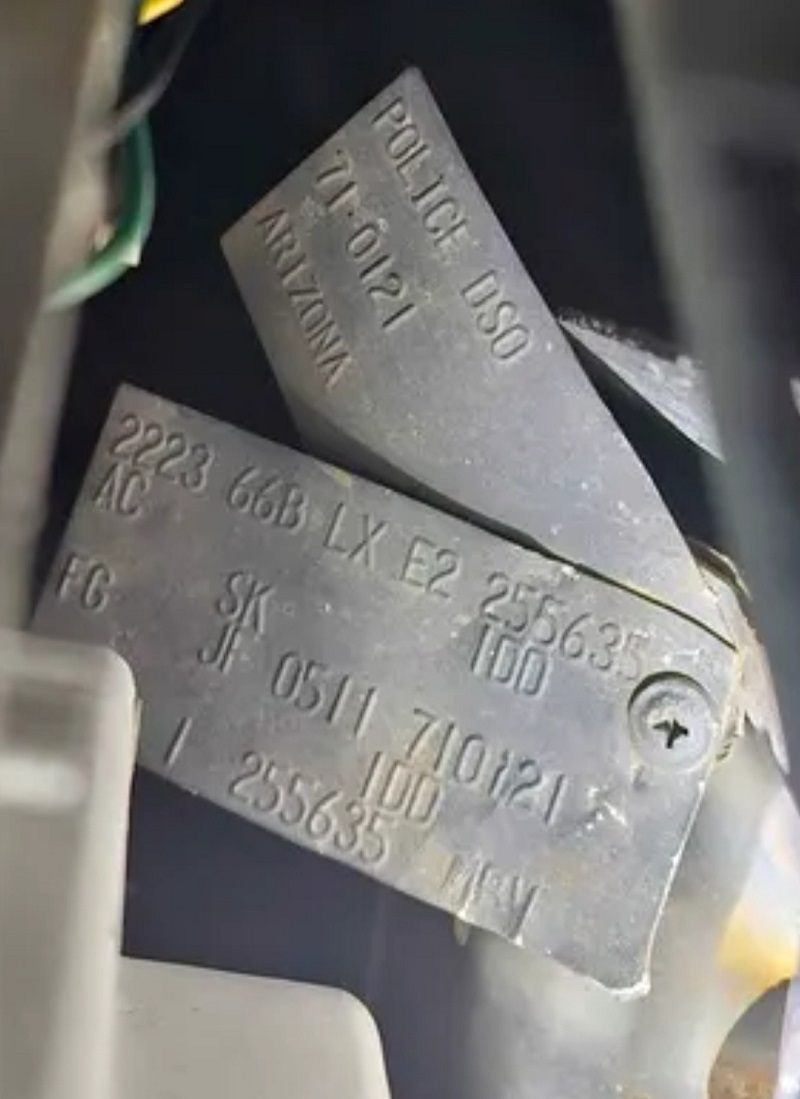 POLICE DSO
71-0121
ARIZONA
2223 66B LX E2 255635
AC 1DD
FG SK
JF 0511 710121
1DD
/ 255635